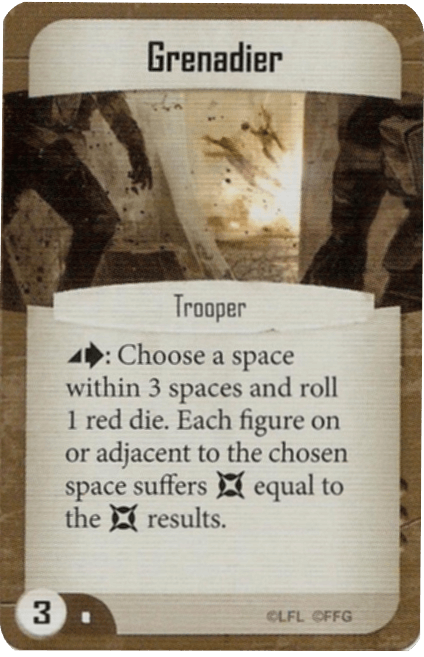 Grenadier
Trooper
: Choose a space
within 3 spaces and roll
1 red die. Each figure on
or adjacent to the chosen
space suffers equal to
the results.
3
©LFL ©FFG